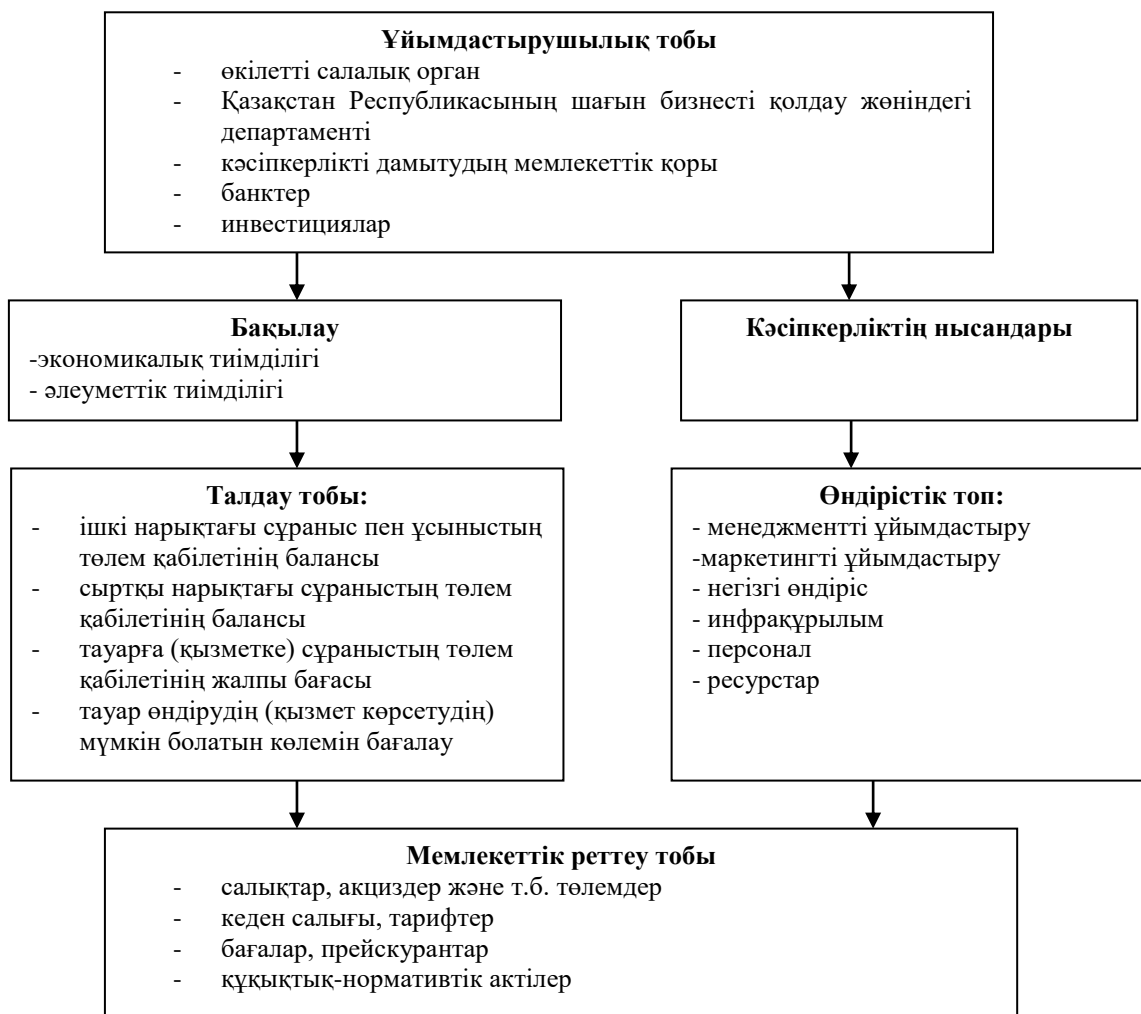 Ұйымдастырушылық тобы
- өкілетті салалық орган
- Қазақстан Республикасының шағын бизнесті қолдау жөніндегі
департаменті
- кәсіпкерлікті дамытудың мемлекеттік қоры
- банктер
- инвестициялар
Бақылау
-экономикалық тиімділігі
- әлеуметтік тиімділігі
Кәсіпкерліктің нысандары
Талдау тобы:
- ішкі нарықтағы сұраныс пен ұсыныстың
төлем қабілетінің балансы
- сыртқы нарықтағы сұраныстың төлем
қабілетінің балансы
- тауарға (қызметке) сұраныстың төлем
қабілетінің жалпы бағасы
- тауар өндірудің (қызмет көрсетудің)
мүмкін болатын көлемін бағалау
Өндірістік топ:
- менеджментті ұйымдастыру
-маркетингті ұйымдастыру
- негізгі өндіріс
- инфрақұрылым
- персонал
- ресурстар
Мемлекеттік реттеу тобы
- салықтар, акциздер және т.б. төлемдер
- кеден салығы, тарифтер
- бағалар, прейскуранттар
- құқықтық-нормативтік актілер